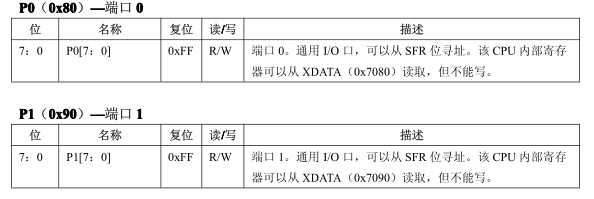 P0（0x80）—端口 0
位 名称 复位 读/写 描述
7：0 P0[7：0] 0xFF R/W 端口 0。通用 I/O 口，可以从 SFR 位寻址。该 CPU 内部寄存
器可以从 XDATA（0x7080）读取，但不能写。
P1（0x90）—端口 1
位 名称 复位 读/写 描述
7：0 P1[7：0] 0xFF R/W 端口 1。通用 I/O 口，可以从 SFR 位寻址。该 CPU 内部寄存
器可以从 XDATA（0x7090）读取，但不能写。